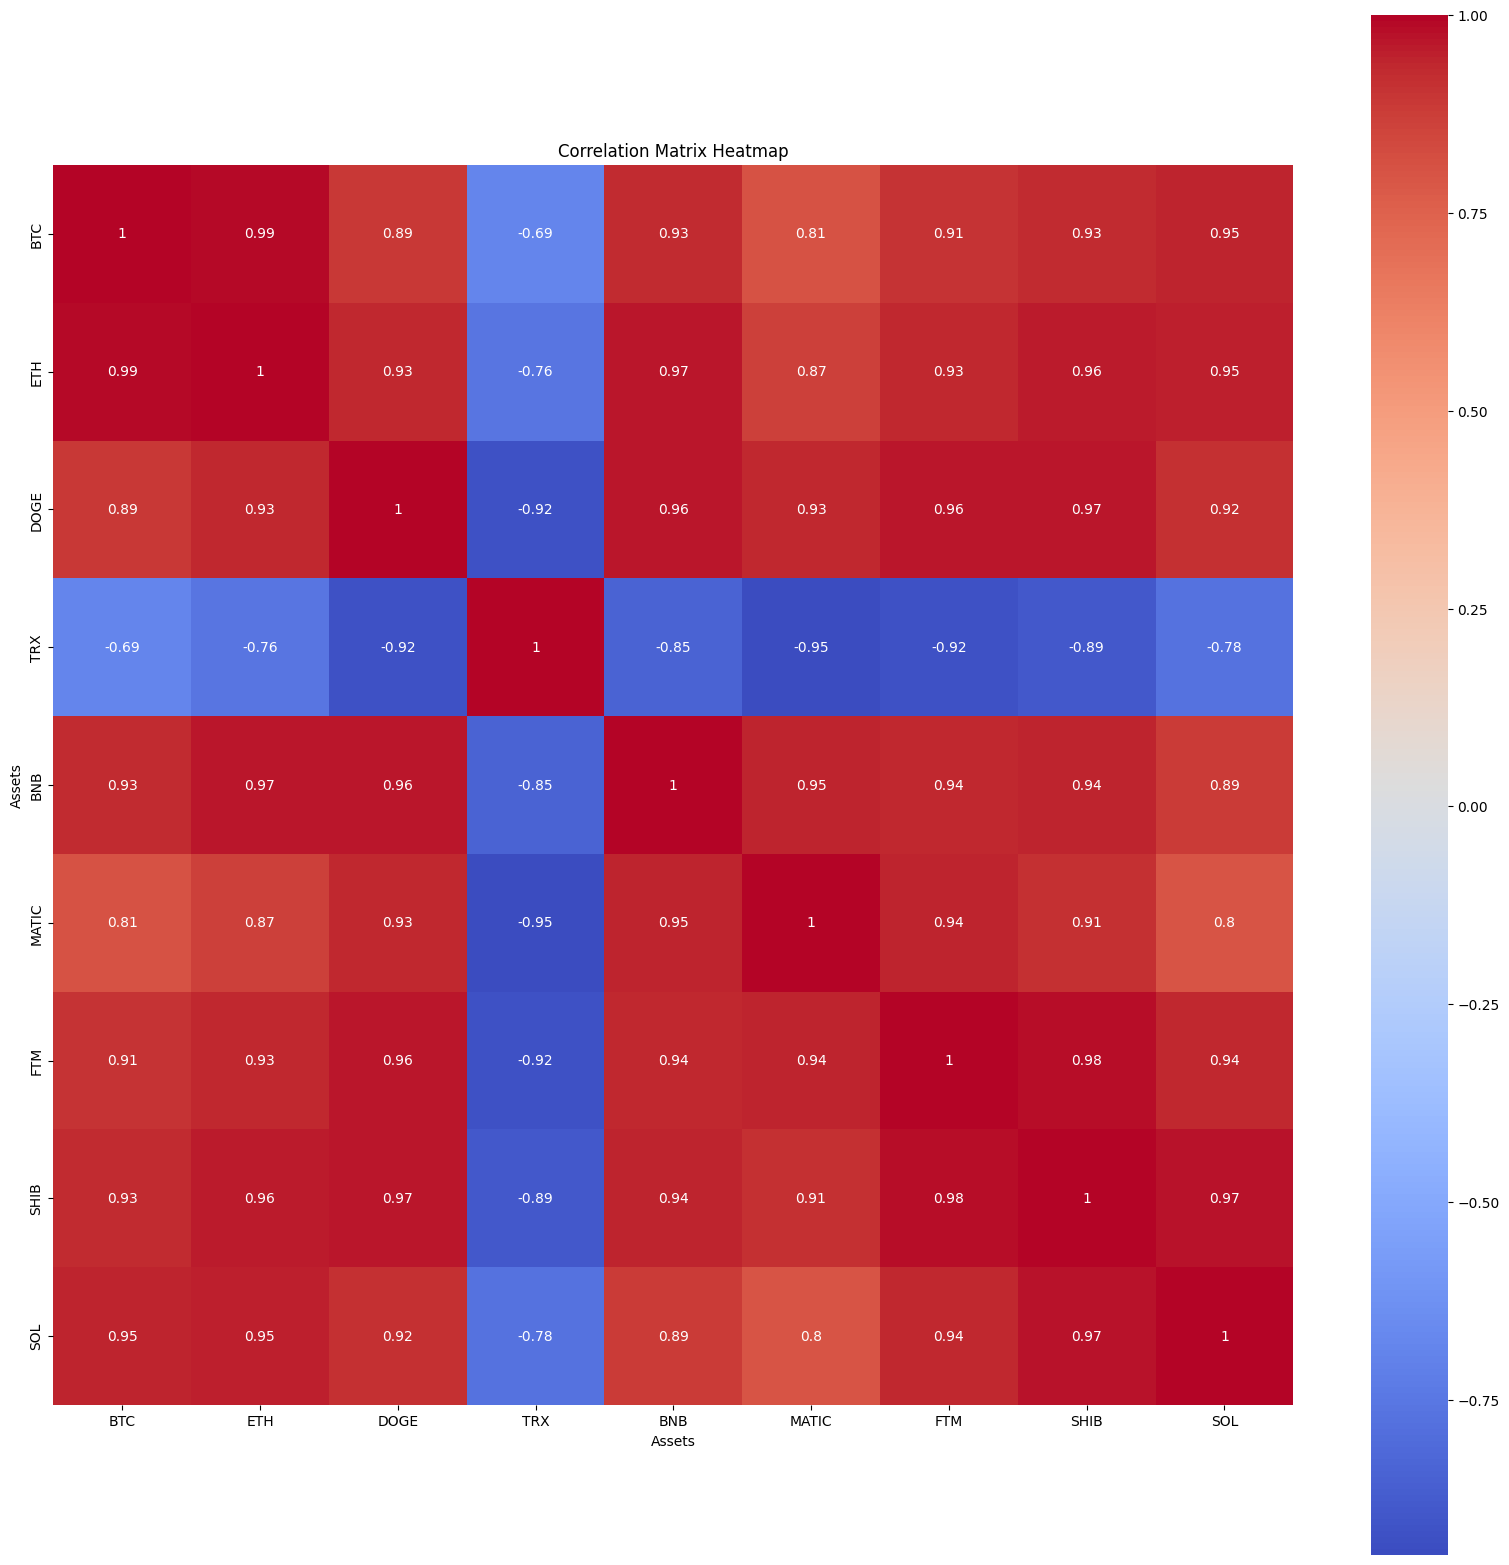 Correlation Matrix Heatmap
BTC 1 0.99 0.89 -0.69 0.93 0.81 0.91 0.93 0.95
ETH 0.99 1 0.93 -0.76 0.97 0.87 0.93 0.96 0.95
DOGE 0.89 0.93 1 -0.92 0.96 0.93 0.96 0.97 0.92
TRX -0.69 -0.76 -0.92 1 -0.85 -0.95 -0.92 -0.89 -0.78
Assets
BNB 0.93 0.97 0.96 -0.85 1 0.95 0.94 0.94 0.89
MATIC 0.81 0.87 0.93 -0.95 0.95 1 0.94 0.91 0.8
FTM 0.91 0.93 0.96 -0.92 0.94 0.94 1 0.98 0.94
SHIB 0.93 0.96 0.97 -0.89 0.94 0.91 0.98 1 0.97
SOL 0.95 0.95 0.92 -0.78 0.89 0.8 0.94 0.97 1
BTC ETH DOGE TRX BNB MATIC FTM SHIB SOL
Assets
1.00
0.75
0.50
0.25
0.00
−0.25
−0.50
−0.75